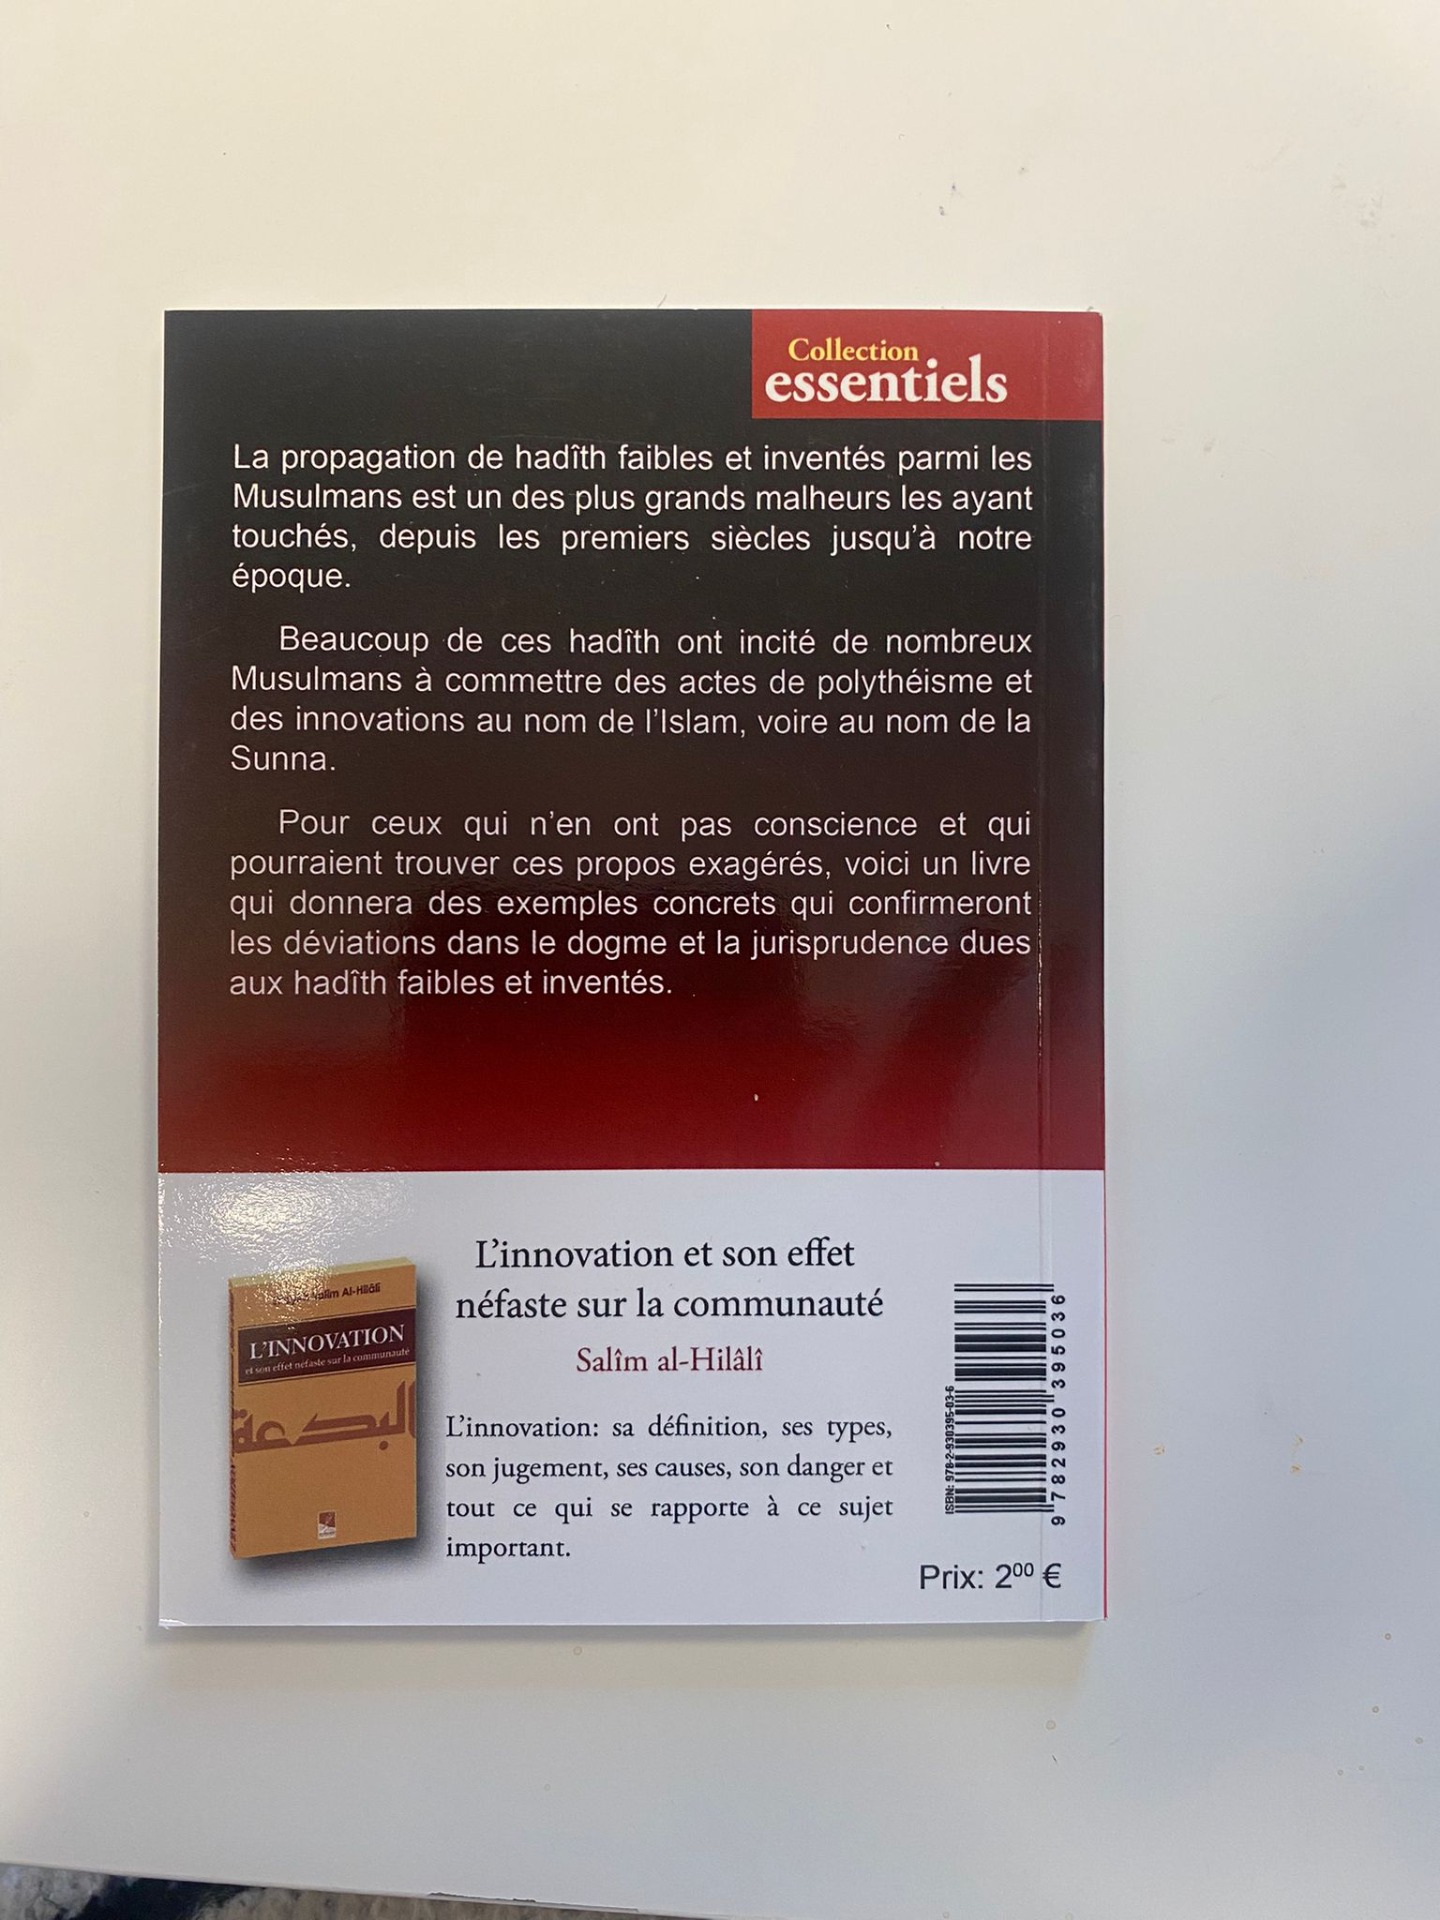 Collection
essentiels
La propagation de hadîth faibles et inventés parmi les
Musulmans est un des plus grands malheurs les ayant
touchés, depuis les premiers siècles jusqu'à notre
époque.
Beaucoup de ces hadîth ont incité de nombreux
Musulmans à commettre des actes de polythéisme et
des innovations au nom de l'Islam, voire au nom de la
Sunna.
Pour ceux qui n'en ont pas conscience et qui
pourraient trouver ces propos exagérés, voici un livre
qui donnera des exemples concrets qui confirmeront
les déviations dans le dogme et la jurisprudence dues
aux hadîth faibles et inventés.
L'innovation et son effet
néfaste sur la communauté
Salîm al-Hilâlî
L'innovation: sa définition, ses types,
son jugement, ses causes, son danger et
tout ce qui se rapporte à ce sujet
important.
Salîm Al-Hilâlî
L'INNOVATION
et son effet néfaste sur la communauté
البدعة
ISBN: 978-2-930395-03-6
9 782930 395036
Prix: 2⁰⁰ €